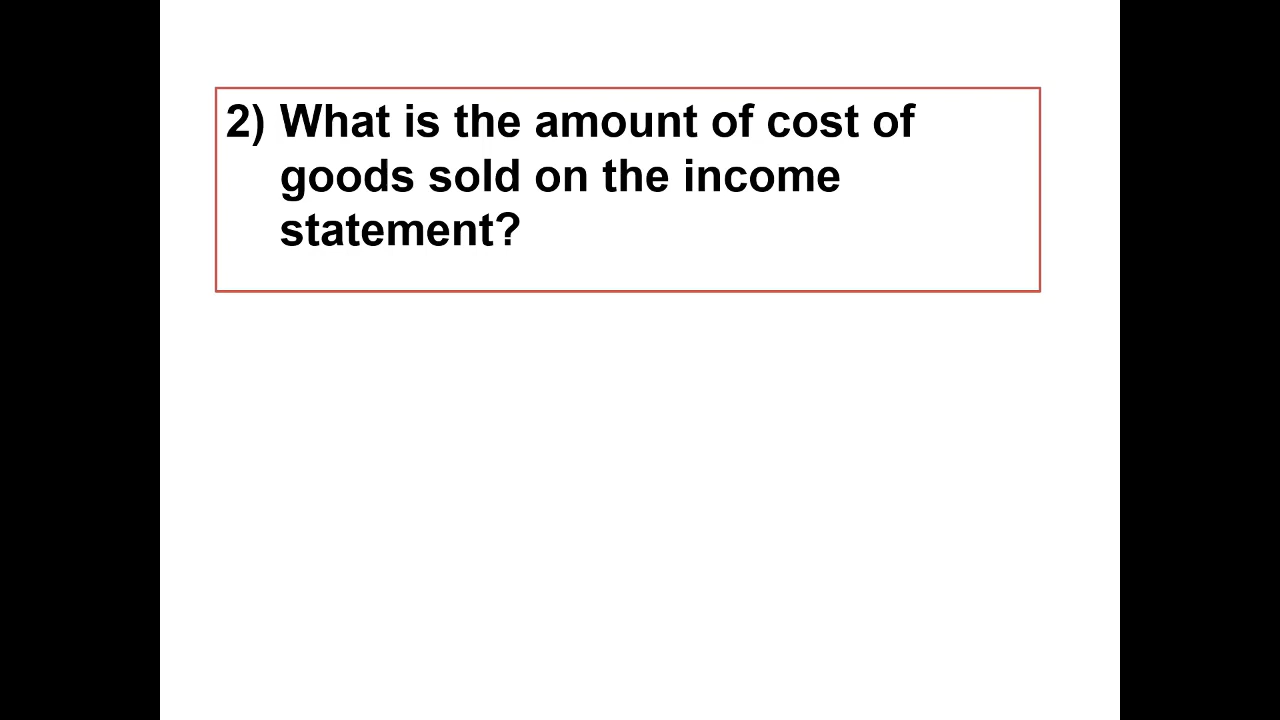 2) What is the amount of cost of
goods sold on the income
statement?